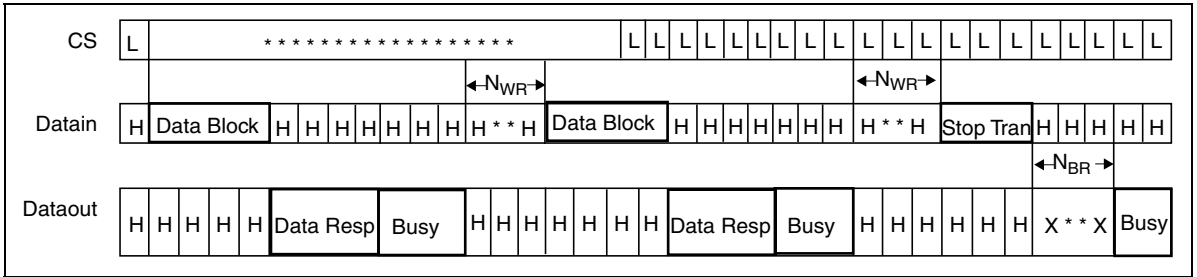 CS L * * * * * * * * * * * * * * * * * * L L L L L L L L L L L L L L L L L L L L
N_WR N_WR
Datain H Data Block H H H H H H H H * * H Data Block H H H H H H H H * * H Stop Tran H H H H H
N_BR
Dataout H H H H H Data Resp Busy H H H H H H H Data Resp Busy H H H H H H X * * X Busy